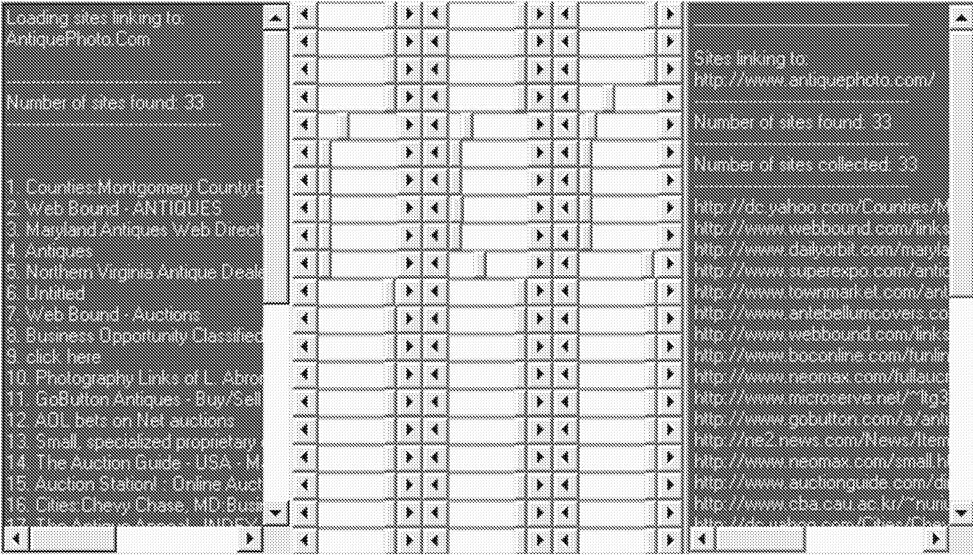 Loading sites linking to:
AntiquePhoto.Com
Number of sites found: 33
1. Counties:Montgomery County
2. Web Bound - ANTIQUES
3. Maryland Antiques Web
4. Antiques
5. Northern Virginia Antique
6. Untitled
7. Web Bound - Auctions
8. Business Opportunity Classified
9. click here
10. Photography Links of L.
11. GoButton Antiques - Buy/Sell
12. AOL bets on Net auctions
13. Small, specialized proprietary
14. The Auction Guide - USA -
15. Auction Station! : Online
16. Cities Chevy Chase, MD
Sites linking to:
http://www.antiquephoto.com/
Number of sites found: 33
Number of sites collected: 33
http://dc.yahoo.com/Counties/M
http://www.webbound.com/links
http://www.dailyorbit.com/maryla
http://www.superexpo.com/antiq
http://www.townmarket.com/ant
http://www.antebellumcovers.co
http://www.webbound.com/links
http://www.boconline.com/funlin
http://www.neomax.com/fullauc
http://www.microserve.net/~ltg3
http://www.gobutton.com/a/anti
http://ne2.news.com/News/Item
http://www.neomax.com/small.h
http://www.auctionguide.com/di
http://www.cba.cau.ac.kr/~nuri